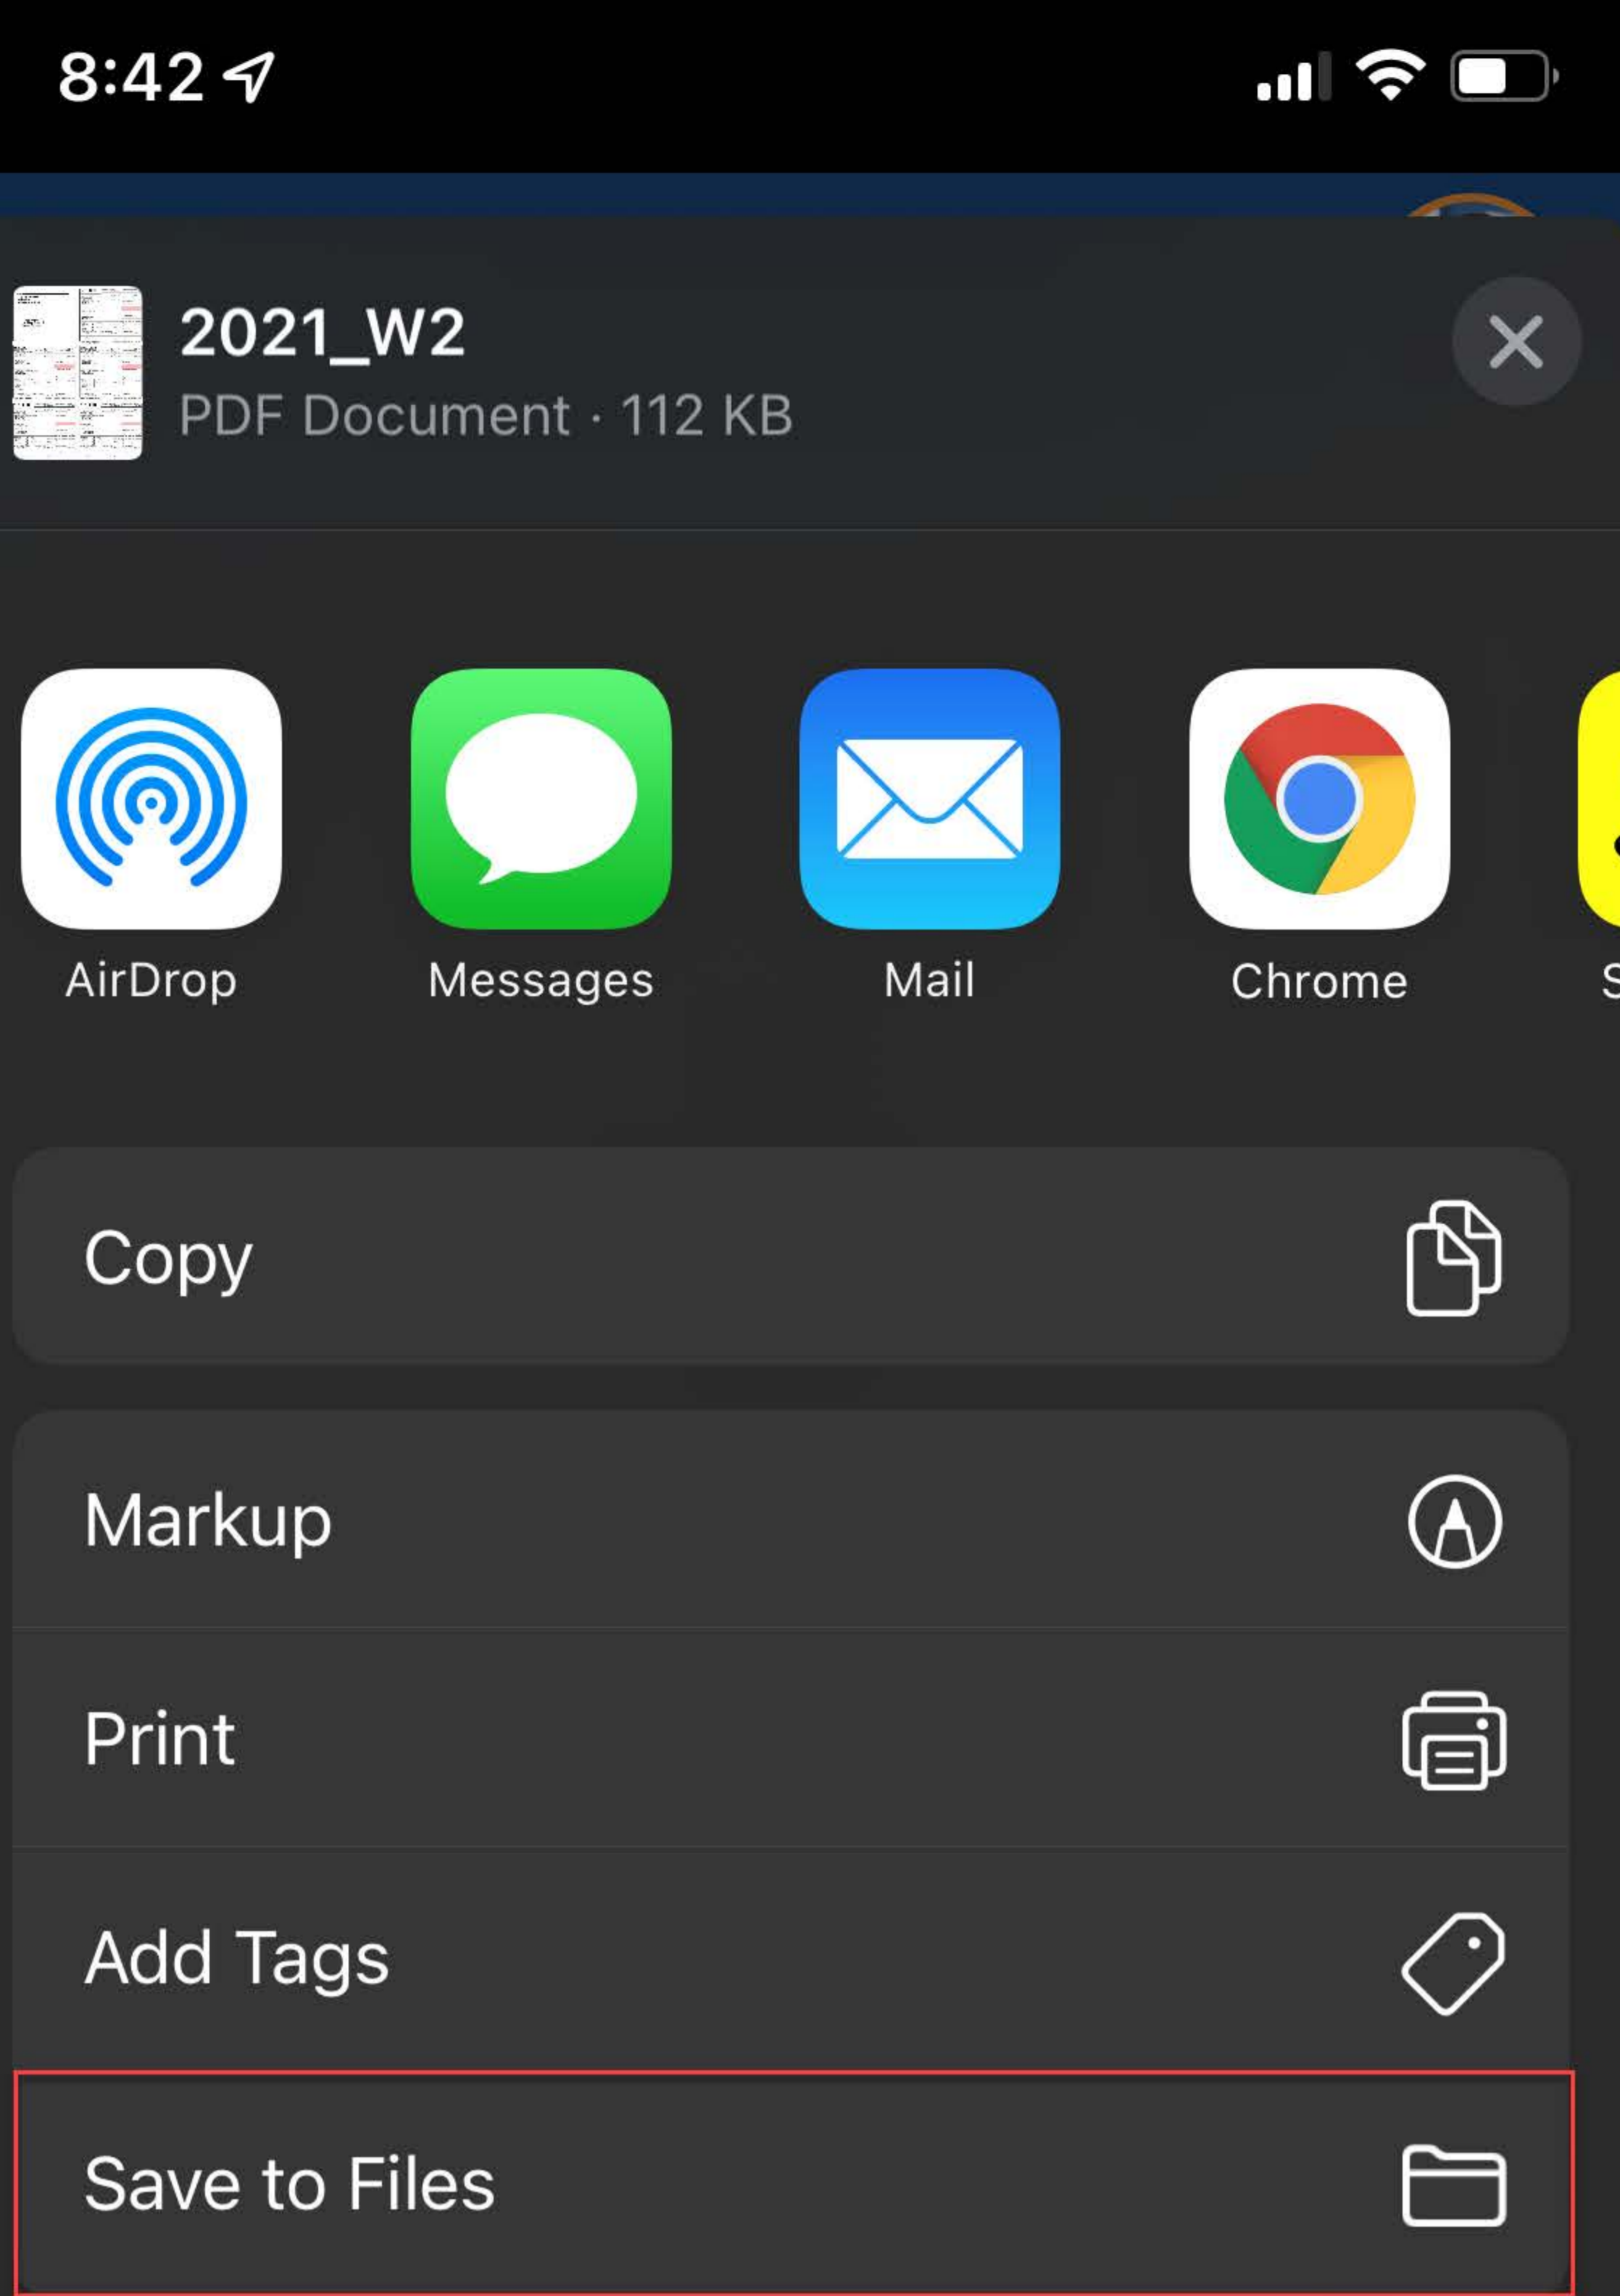 8:42
2021_W2
PDF Document · 112 KB
AirDrop
Messages
Mail
Chrome
S
Copy
Markup
Print
Add Tags
Save to Files